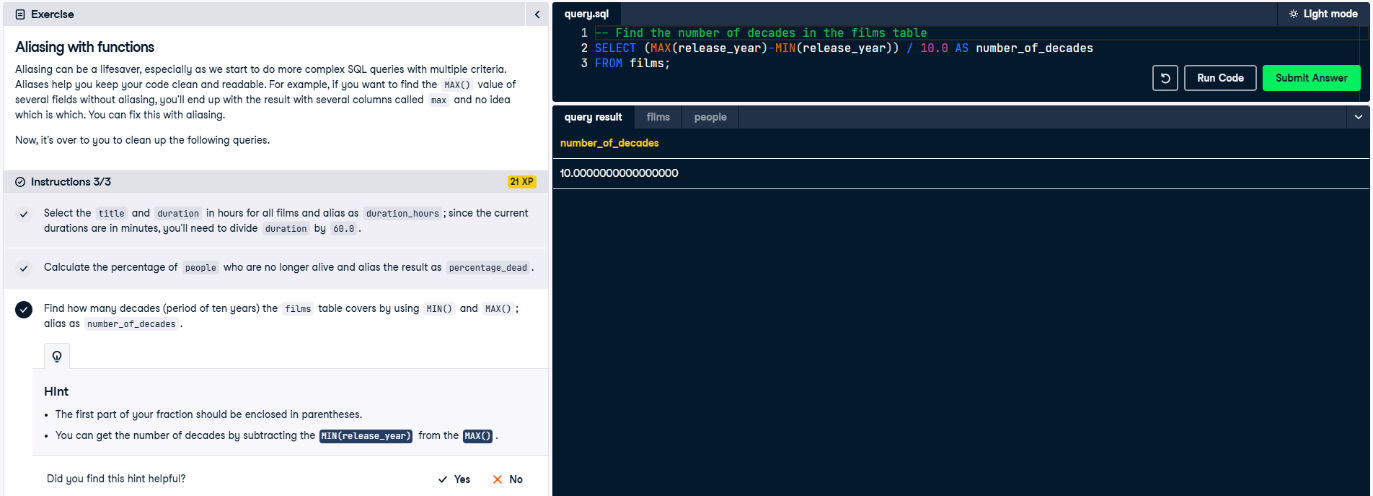 Exercise
Aliasing with functions
Aliasing can be a lifesaver, especially as we start to do more complex SQL queries with multiple criteria.
Aliases help you keep your code clean and readable. For example, if you want to find the MAX() value of
several fields without aliasing, you'll end up with the result with several columns called max and no idea
which is which. You can fix this with aliasing.
Now, it's over to you to clean up the following queries.
Instructions 3/3
21 XP
Select the title and duration in hours for all films and alias as duration_hours ; since the current
durations are in minutes, you'll need to divide duration by 60.0 .
Calculate the percentage of people who are no longer alive and alias the result as percentage_dead .
Find how many decades (period of ten years) the films table covers by using MIN() and MAX() ;
alias as number_of_decades .
Hint
• The first part of your fraction should be enclosed in parentheses.
• You can get the number of decades by subtracting the MIN(release_year) from the MAX() .
Did you find this hint helpful?
Yes
No
query.sql
Light mode
1 -- Find the number of decades in the films table
2 SELECT (MAX(release_year)-MIN(release_year)) / 10.0 AS number_of_decades
3 FROM films;
Run Code
Submit Answer
query result
films
people
number_of_decades
10.0000000000000000